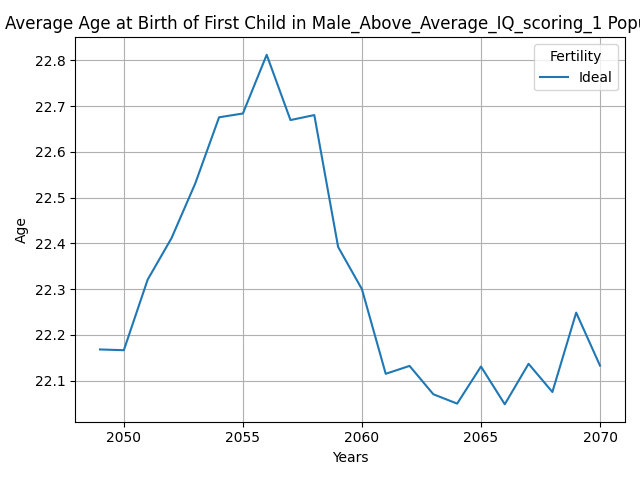 Average Age at Birth of First Child in Male_Above_Average_IQ_scoring_1
Fertility
Ideal
22.8
22.7
22.6
22.5
22.4
22.3
22.2
22.1
Age
2050 2055 2060 2065 2070
Years